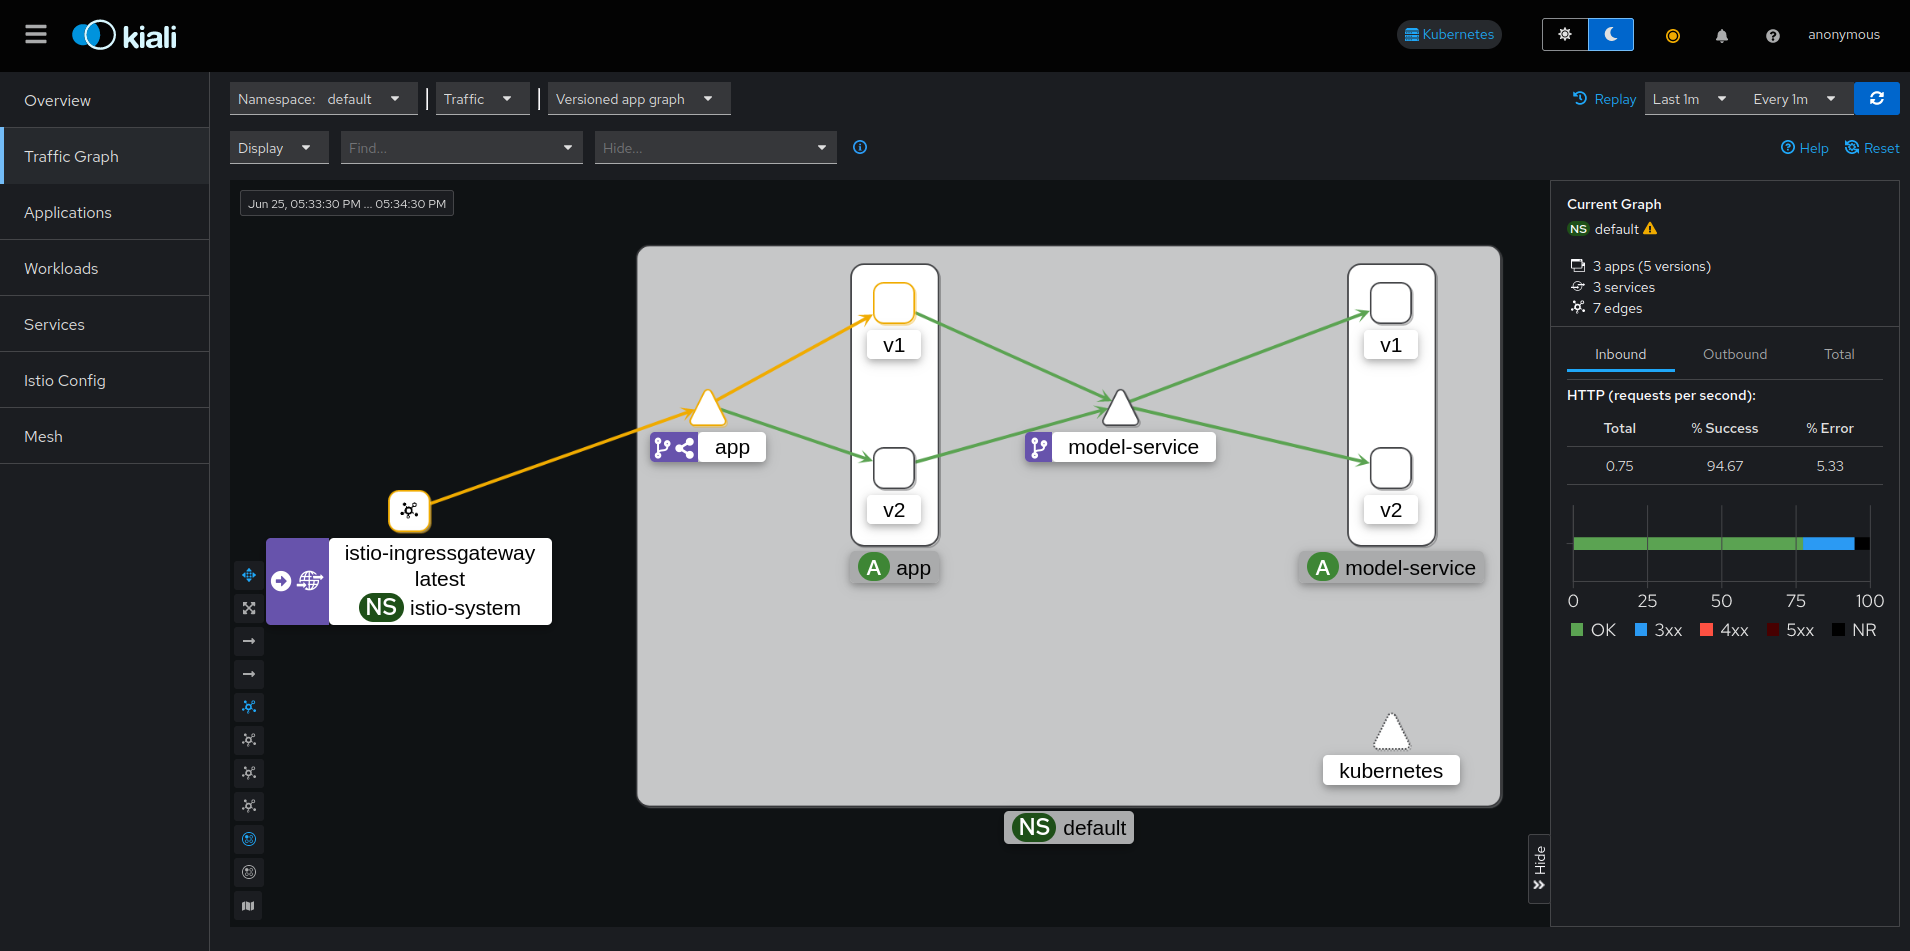 kiali
Kubernetes
anonymous
Overview
Traffic Graph
Applications
Workloads
Services
Istio Config
Mesh
Namespace: default
Traffic
Versioned app graph
Replay
Last 1m
Every 1m
Display
Find...
Hide...
Help
Reset
Jun 25, 05:33:30 PM ... 05:34:30 PM
v1
v1
app
model-service
v2
v2
istio-ingressgateway
latest
NS istio-system
A app
A model-service
kubernetes
NS default
Hide
Current Graph
NS default
3 apps (5 versions)
3 services
7 edges
Inbound Outbound Total
HTTP (requests per second):
Total % Success % Error
0.75 94.67 5.33
0 25 50 75 100
OK 3xx 4xx 5xx NR